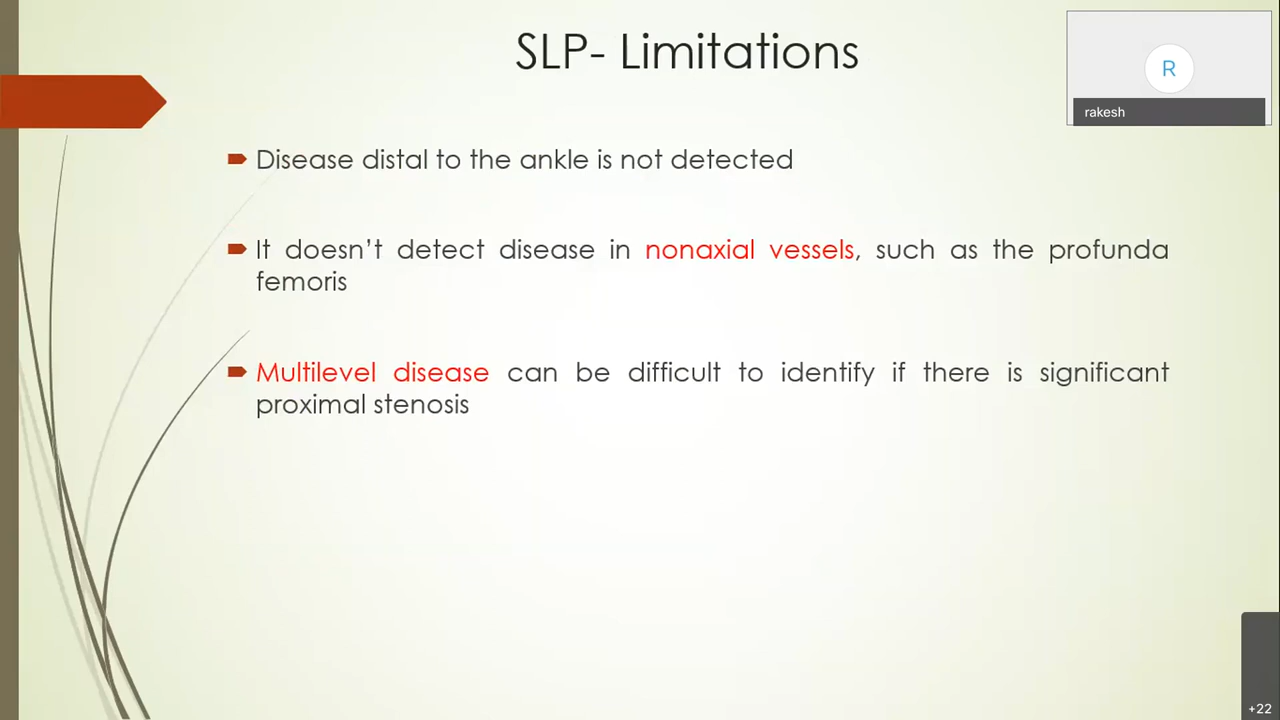 SLP- Limitations
R
rakesh
Disease distal to the ankle is not detected
It doesn't detect disease in nonaxial vessels, such as the profunda
femoris
Multilevel disease can be difficult to identify if there is significant
proximal stenosis
+22